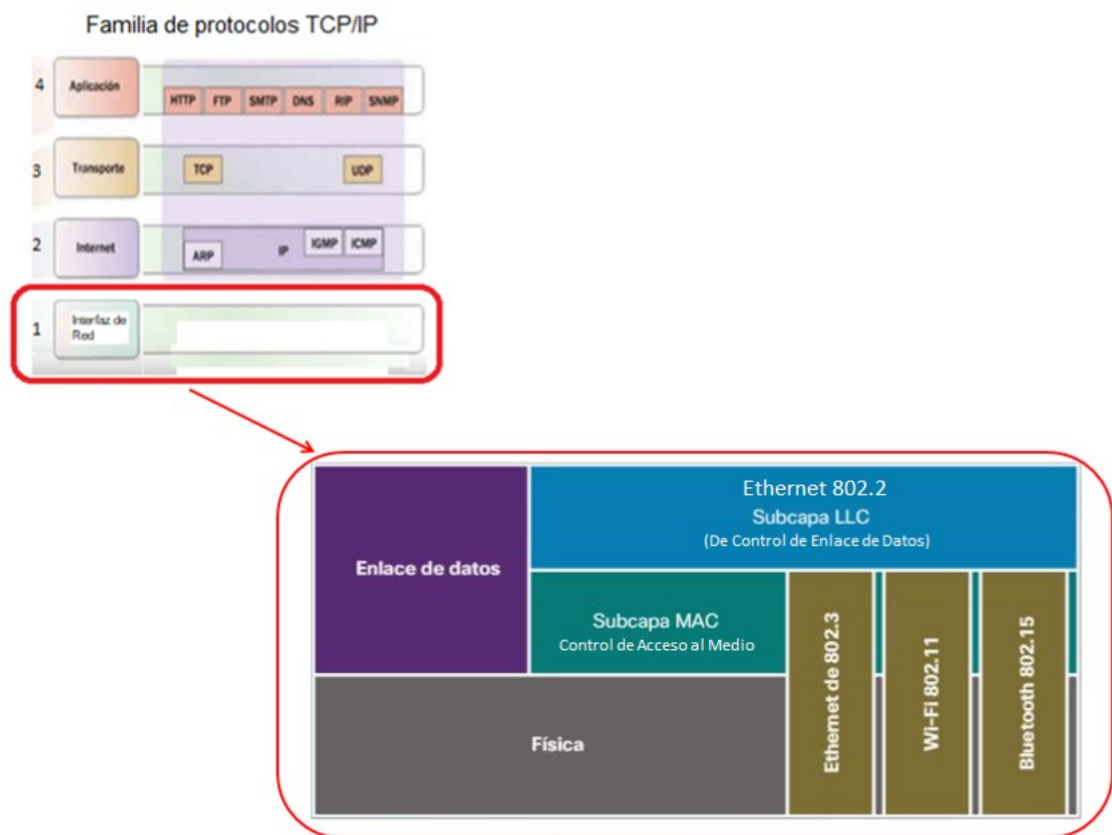 Familia de protocolos TCP/IP
4 Aplicación
HTTP FTP SMTP DNS RIP SNMP
3 Transporte
TCP UDP
2 Internet
ARP IP IGMP ICMP
1 Interfaz de
Red
Enlace de datos
Ethernet 802.2
Subcapa LLC
(De Control de Enlace de Datos)
Subcapa MAC
Control de Acceso al Medio
Física
Ethernet de 802.3
Wi-Fi 802.11
Bluetooth 802.15